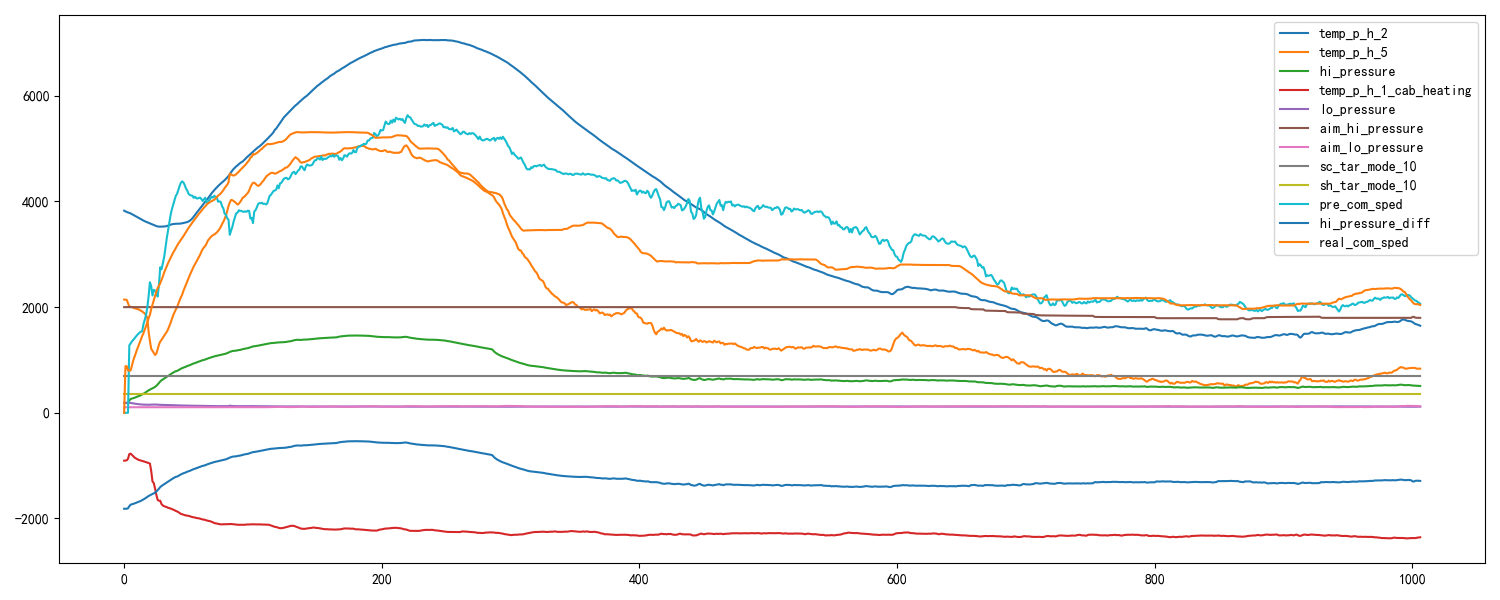 temp_p_h_2
temp_p_h_5
hi_pressure
temp_p_h_1_cab_heating
lo_pressure
aim_hi_pressure
aim_lo_pressure
sc_tar_mode_10
sh_tar_mode_10
pre_com_sped
hi_pressure_diff
real_com_sped
6000
4000
2000
0
−2000
0 200 400 600 800 1000